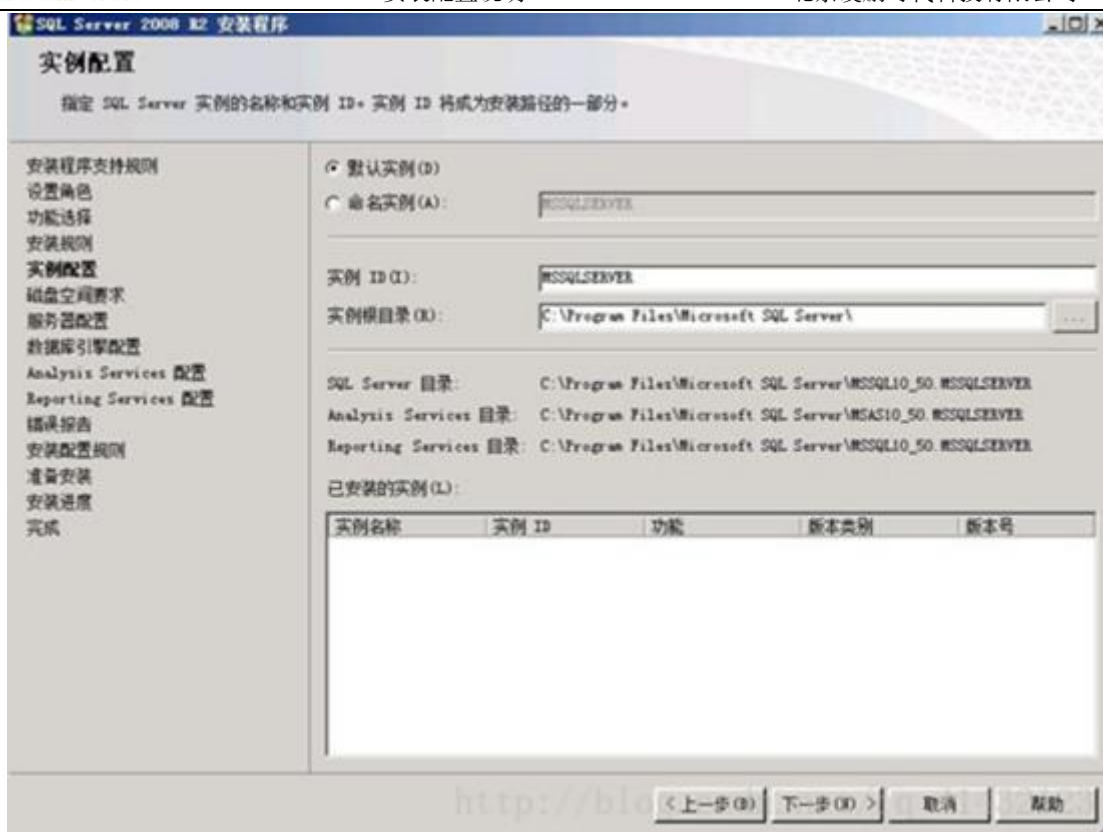 SQL Server 2008 R2 安装程序
实例配置
指定 SQL Server 实例的名称和实例 ID。实例 ID 将成为安装路径的一部分。
安装程序支持规则
设置角色
功能选择
安装规则
实例配置
磁盘空间要求
服务器配置
数据库引擎配置
Analysis Services 配置
Reporting Services 配置
错误报告
安装配置规则
准备安装
安装进度
完成
默认实例(D)
命名实例(A): MSSQLSERVER
实例 ID(I): MSSQLSERVER
实例根目录(R): C:\Program Files\Microsoft SQL Server\ ...
SQL Server 目录: C:\Program Files\Microsoft SQL Server\MSSQL10_50.MSSQLSERVER
Analysis Services 目录: C:\Program Files\Microsoft SQL Server\MSAS10_50.MSSQLSERVER
Reporting Services 目录: C:\Program Files\Microsoft SQL Server\MSSQL10_50.MSSQLSERVER
已安装的实例(L):
实例名称 实例 ID 功能 版本类别 版本号
http://blo
<上一步(B) 下一步(N) > 取消 帮助